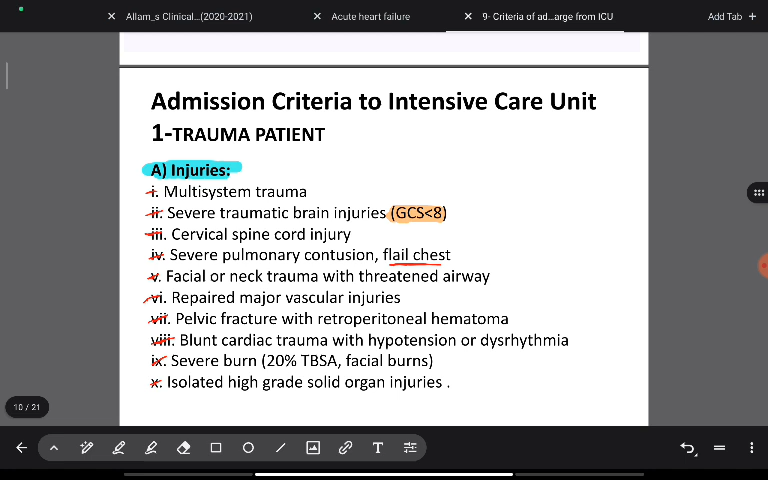 Allam_s Clinical...(2020-2021)
Acute heart failure
9- Criteria of ad...arge from ICU
Add Tab
Admission Criteria to Intensive Care Unit
1-TRAUMA PATIENT
A) Injuries:
i. Multisystem trauma
ii. Severe traumatic brain injuries (GCS<8)
iii. Cervical spine cord injury
iv. Severe pulmonary contusion, flail chest
v. Facial or neck trauma with threatened airway
vi. Repaired major vascular injuries
vii. Pelvic fracture with retroperitoneal hematoma
viii. Blunt cardiac trauma with hypotension or dysrhythmia
ix. Severe burn (20% TBSA, facial burns)
x. Isolated high grade solid organ injuries .
10 / 21
T